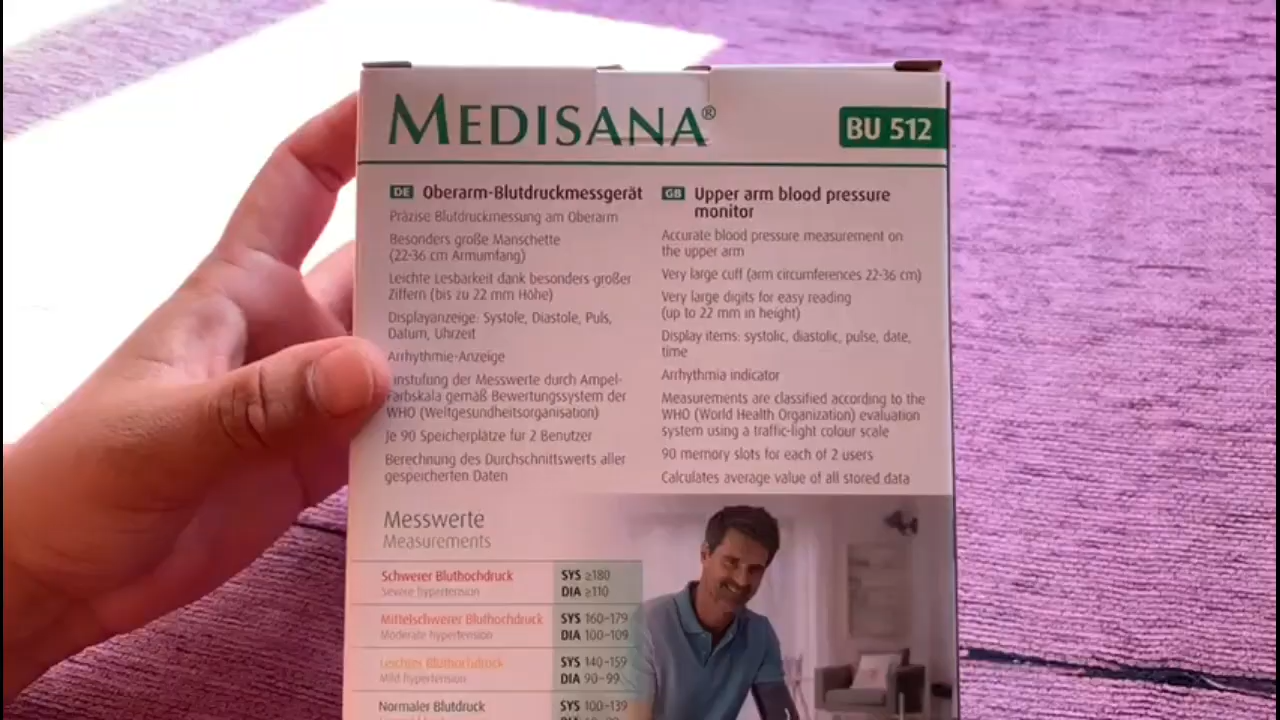 MEDISANA®
BU 512
DE Oberarm-Blutdruckmessgerät
Präzise Blutdruckmessung am Oberarm
Besonders große Manschette
(22-36 cm Armumfang)
Leichte Lesbarkeit dank besonders großer
Ziffern (bis zu 22 mm Höhe)
Displayanzeige: Systole, Diastole, Puls,
Datum, Uhrzeit
Arrhythmie-Anzeige
instufung der Messwerte durch Ampel-
Farbskala gemäß Bewertungssystem der
WHO (Weltgesundheitsorganisation)
Je 90 Speicherplätze für 2 Benutzer
Berechnung des Durchschnittswerts aller
gespeicherten Daten
GB Upper arm blood pressure
monitor
Accurate blood pressure measurement on
the upper arm
Very large cuff (arm circumferences 22-36 cm)
Very large digits for easy reading
(up to 22 mm in height)
Display items: systolic, diastolic, pulse, date,
time
Arrhythmia indicator
Measurements are classified according to the
WHO (World Health Organization) evaluation
system using a traffic-light colour scale
90 memory slots for each of 2 users
Calculates average value of all stored data
Messwerte
Measurements
Schwerer Bluthochdruck SYS ≥180
Severe hypertension DIA ≥110
Mittelschwerer Bluthochdruck SYS 160-179
Moderate hypertension DIA 100-109
Leichter Bluthochdruck SYS 140-159
Mild hypertension DIA 90-99
Normaler Blutdruck SYS 100-139